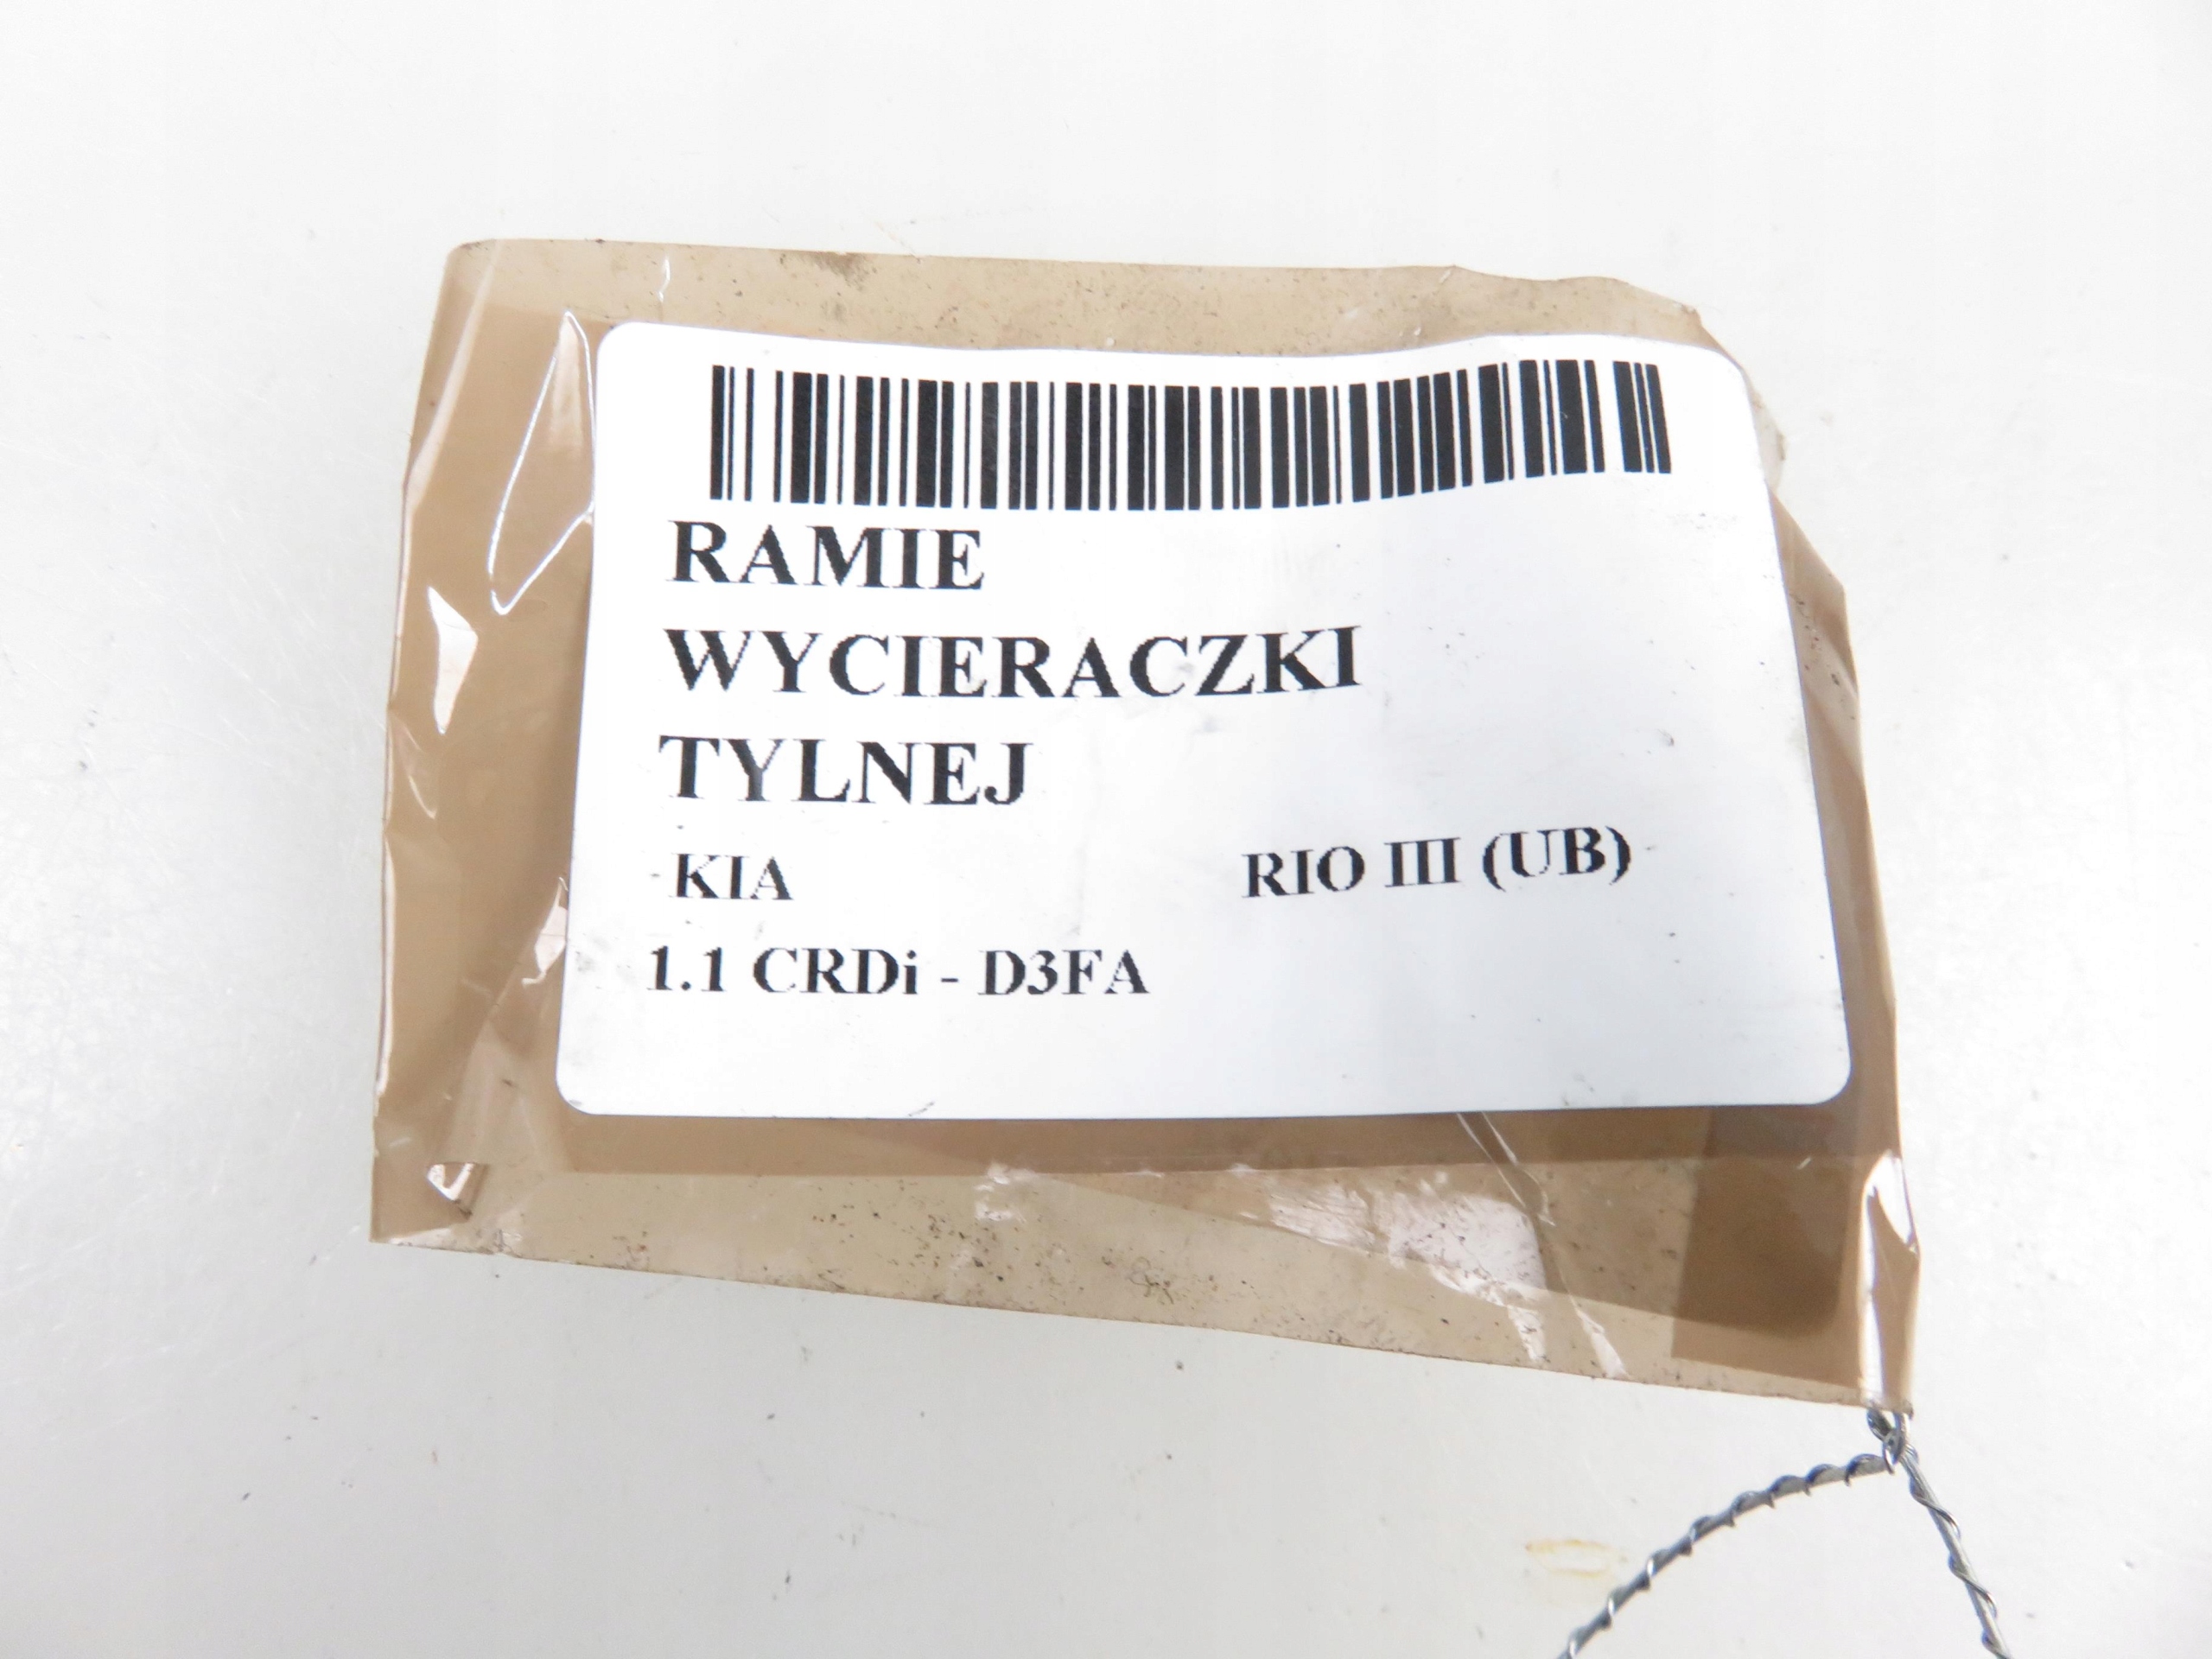 RAMIE
WYCIERACZKI
TYLNEJ
KIA RIO III (UB)
1.1 CRDi - D3FA